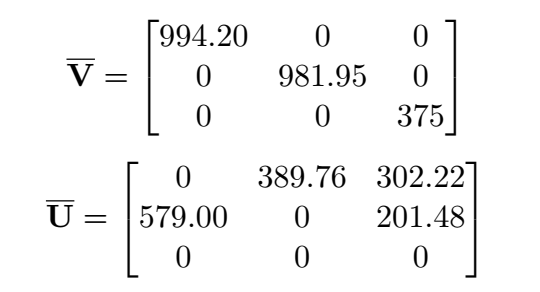 V̅ = [994.20 0 0
0 981.95 0
0 0 375]
U̅ = [0 389.76 302.22
579.00 0 201.48
0 0 0]